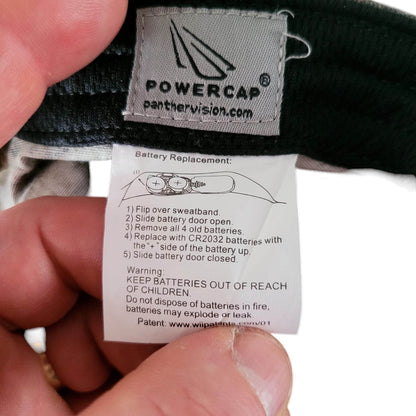 POWERCAP®
panthervision.com
Battery Replacement:
1) Flip over sweatband.
2) Slide battery door open.
3) Remove all 4 old batteries.
4) Replace with CR2032 batteries with
the "+" side of the battery up.
5) Slide battery door closed.
Warning:
KEEP BATTERIES OUT OF REACH
OF CHILDREN.
Do not dispose of batteries in fire,
batteries may explode or leak.
Patent: